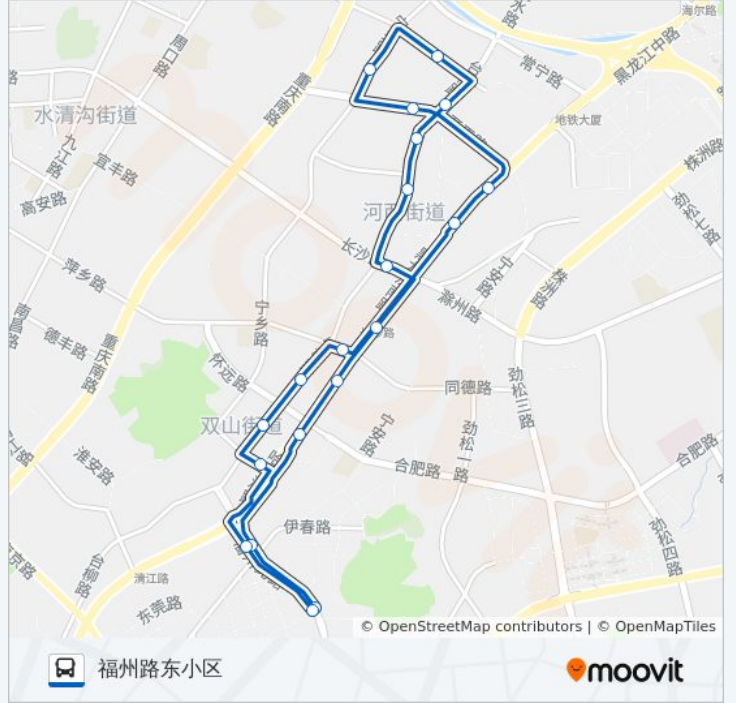 海尔路
水路
周口路
常宁路
黑龙江中路
重庆南路
水清沟街道
地铁大厦
九江路
宜丰路
株洲路
高安路
劲松七路
河西街道
长沙
萍乡路
宁安路
株洲路
滁州路
宁乡路
南昌路
德丰路
重庆南路
怀远路
同德路
劲松三路
双山街道
宁安路
劲松一路
合肥路
合肥路
淮安路
伊春路
劲松四路
台柳路
清江路
东莞路
© OpenStreetMap contributors | © OpenMapTiles
福州路东小区
moovit